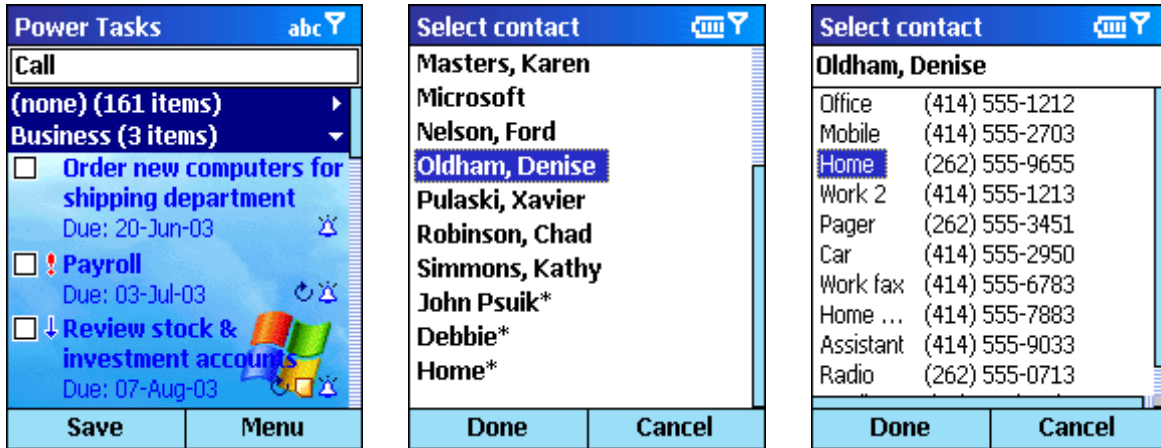 Power Tasks abc
Call
(none) (161 items)
Business (3 items)
Order new computers for
shipping department
Due: 20-Jun-03
Payroll
Due: 03-Jul-03
Review stock &
investment accounts
Due: 07-Aug-03
Save Menu
Select contact
Masters, Karen
Microsoft
Nelson, Ford
Oldham, Denise
Pulaski, Xavier
Robinson, Chad
Simmons, Kathy
John Psuik*
Debbie*
Home*
Done Cancel
Select contact
Oldham, Denise
Office (414) 555-1212
Mobile (414) 555-2703
Home (262) 555-9655
Work 2 (414) 555-1213
Pager (262) 555-3451
Car (414) 555-2950
Work fax (414) 555-6783
Home ... (414) 555-7883
Assistant (414) 555-9033
Radio (262) 555-0713
Done Cancel